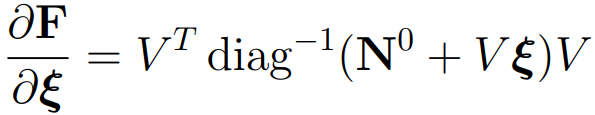 ∂𝐅/∂𝛏 = V^T diag^{-1}(𝐍^0 + V𝛏)V